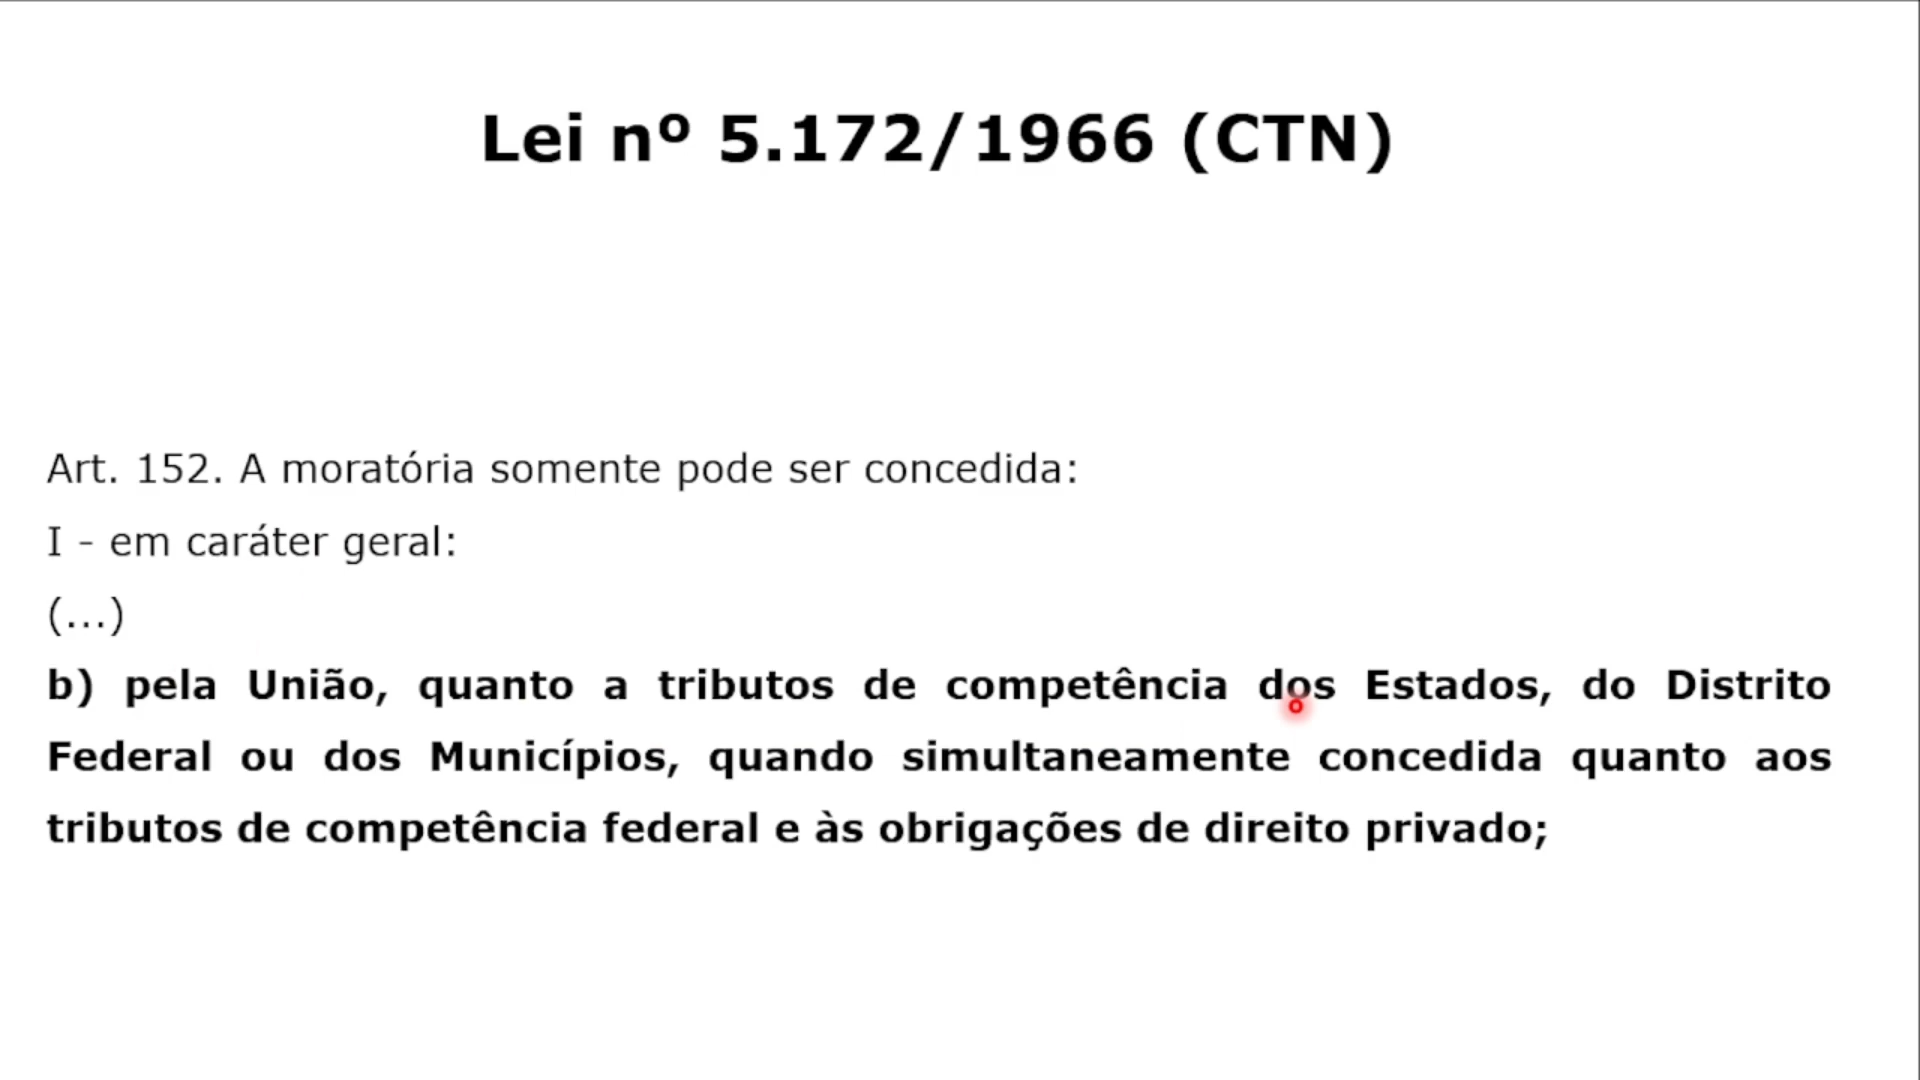 Lei nº 5.172/1966 (CTN)
Art. 152. A moratória somente pode ser concedida:
I - em caráter geral:
(...)
b) pela União, quanto a tributos de competência dos Estados, do Distrito
Federal ou dos Municípios, quando simultaneamente concedida quanto aos
tributos de competência federal e às obrigações de direito privado;